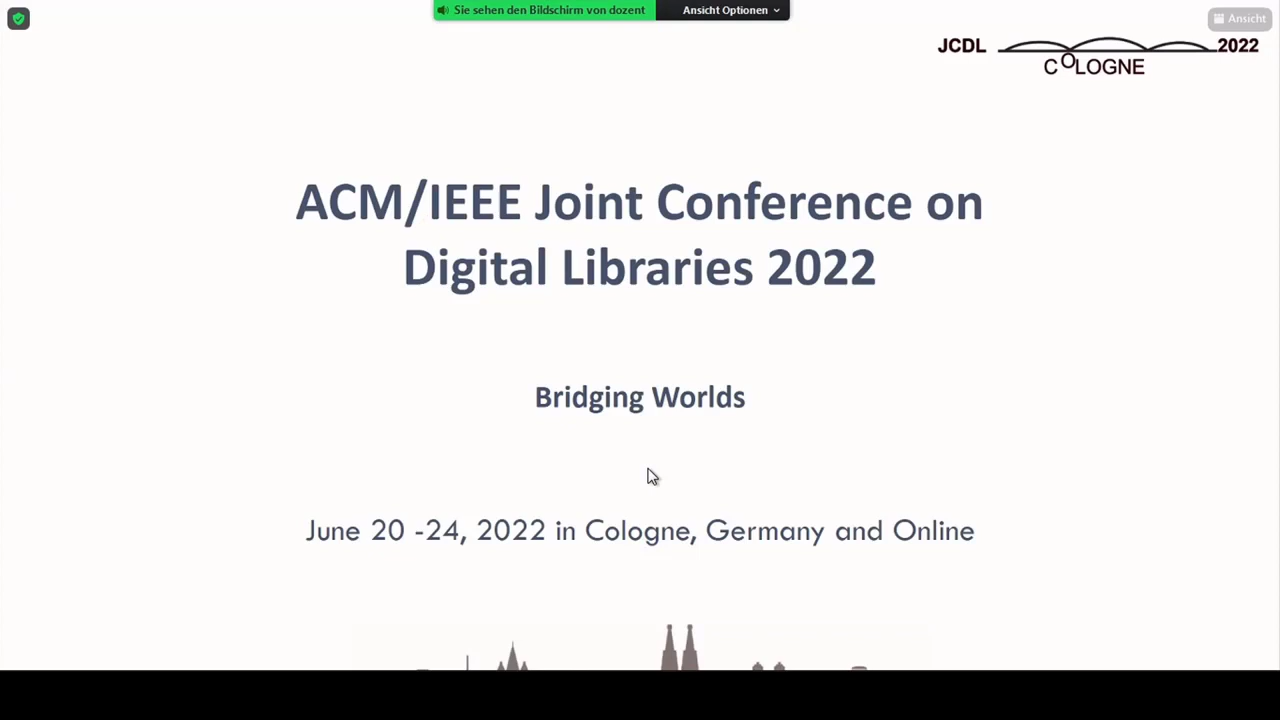 Sie sehen den Bildschirm von dozent
Ansicht Optionen
Ansicht
JCDL
2022
COLOGNE
ACM/IEEE Joint Conference on
Digital Libraries 2022
Bridging Worlds
June 20 -24, 2022 in Cologne, Germany and Online